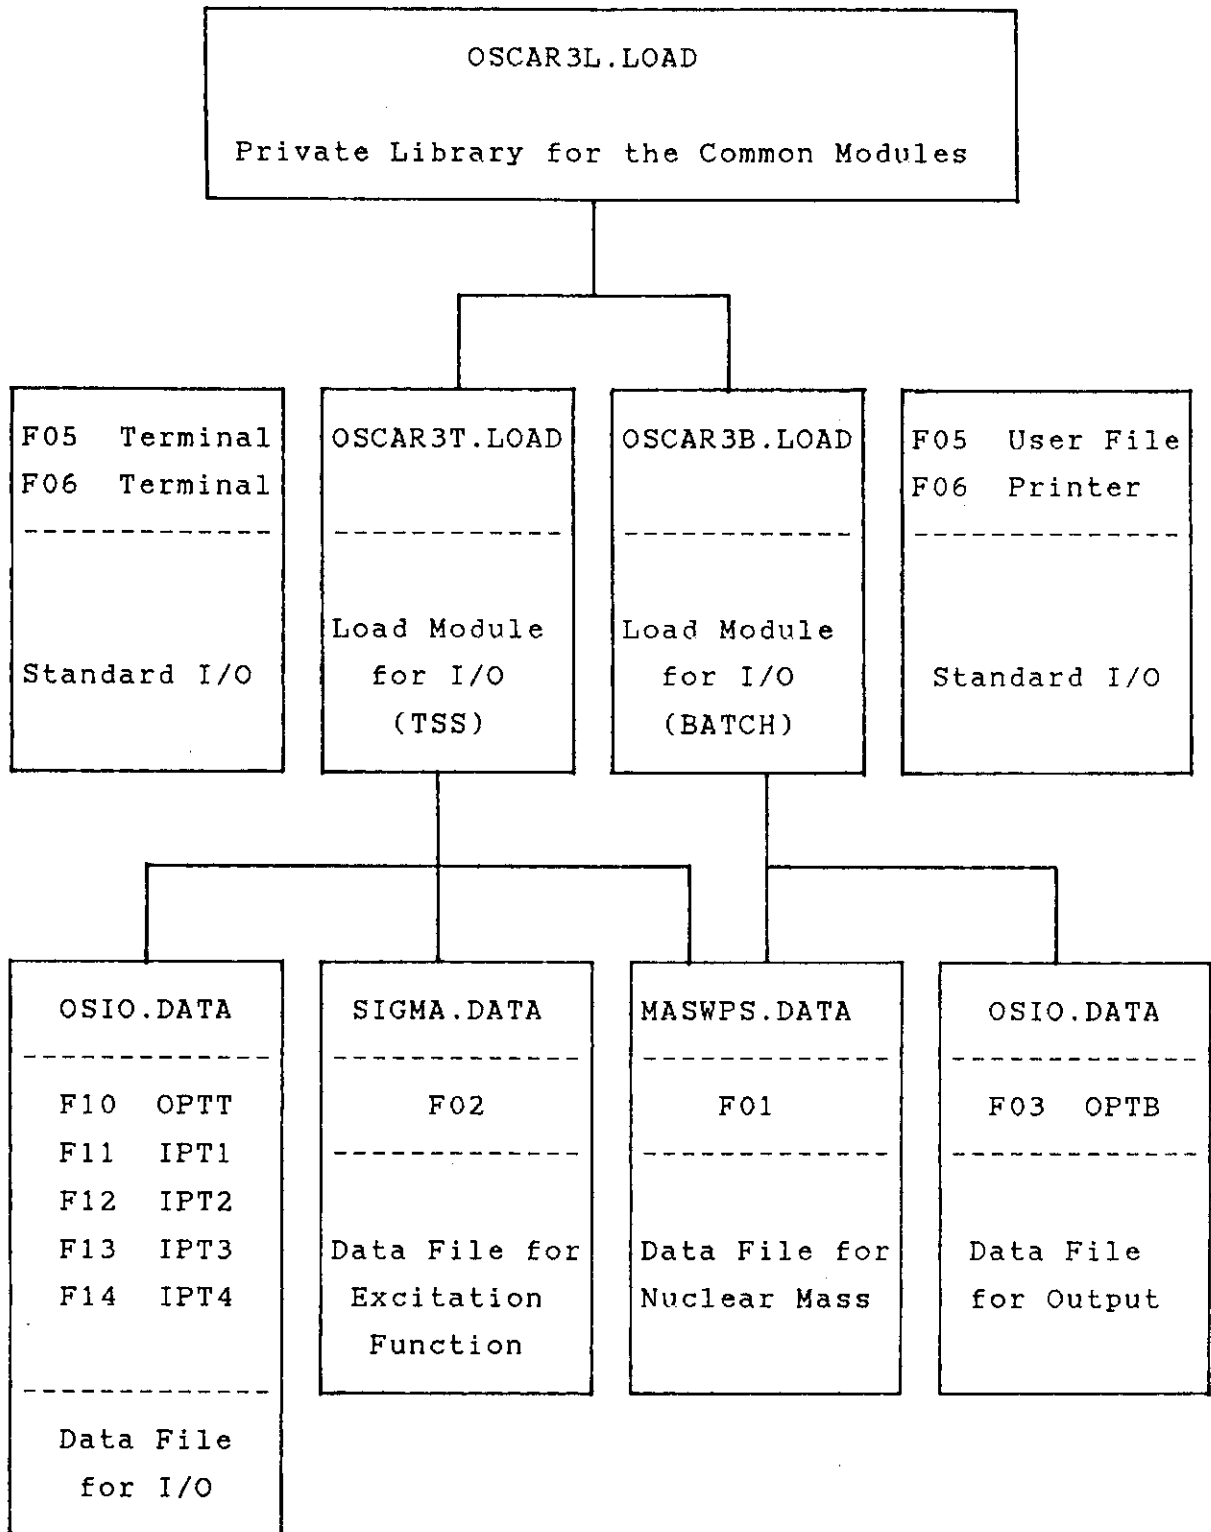 OSCAR3L.LOAD
Private Library for the Common Modules
F05 Terminal
F06 Terminal
-------------
Standard I/O
OSCAR3T.LOAD
------------
Load Module
for I/O
(TSS)
OSCAR3B.LOAD
------------
Load Module
for I/O
(BATCH)
F05 User File
F06 Printer
--------------
Standard I/O
OSIO.DATA
-------------
F10 OPTT
F11 IPT1
F12 IPT2
F13 IPT3
F14 IPT4
-------------
Data File
for I/O
SIGMA.DATA
------------
F02
------------
Data File for
Excitation
Function
MASWPS.DATA
------------
F01
------------
Data File for
Nuclear Mass
OSIO.DATA
-------------
F03 OPTB
-------------
Data File
for Output